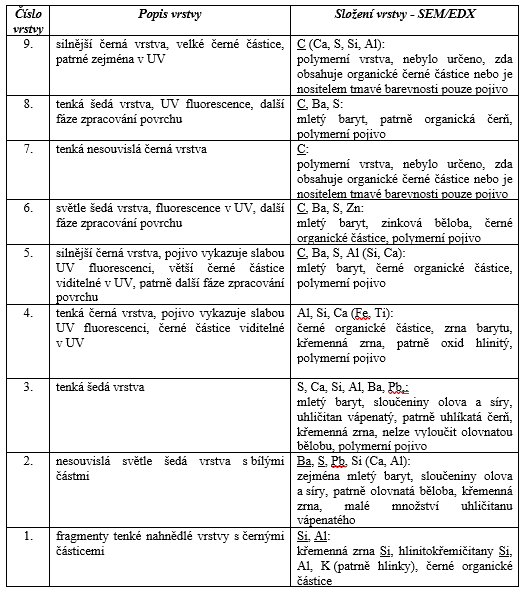 Číslo vrstvy Popis vrstvy Složení vrstvy - SEM/EDX
9. silnější černá vrstva, velké černé částice, patrné zejména v UV
C (Ca, S, Si, Al):
polymerní vrstva, nebylo určeno, zda
obsahuje organické černé částice nebo je
nositelem tmavé barevnosti pouze pojivo
8. tenká šedá vrstva, UV fluorescence, další
fáze zpracování povrchu
C, Ba, S:
mletý baryt, patrně organická čerň,
polymerní pojivo
7. tenká nesouvislá černá vrstva
C:
polymerní vrstva, nebylo určeno, zda
obsahuje organické černé částice nebo je
nositelem tmavé barevnosti pouze pojivo
6. světle šedá vrstva, fluorescence v UV, další
fáze zpracování povrchu
C, Ba, S, Zn:
mletý baryt, zinková běloba, černé
organické částice, polymerní pojivo
5. silnější černá vrstva, pojivo vykazuje slabou
UV fluorescenci, větší černé částice
viditelné v UV, patrně další fáze zpracování
povrchu
C, Ba, S, Al (Si, Ca):
mletý baryt, černé organické částice,
polymerní pojivo
4. tenká černá vrstva, pojivo vykazuje slabou
UV fluorescenci, černé částice viditelné
v UV
Al, Si, Ca (Fe, Ti):
černé organické částice, zrna barytu,
křemenná zrna, patrně oxid hlinitý,
polymerní pojivo
3. tenká šedá vrstva
S, Ca, Si, Al, Ba, Pb,:
mletý baryt, sloučeniny olova a síry,
uhličitan vápenatý, patrně uhlíkatá čerň,
křemenná zrna, nelze vyloučit olovnatou
bělobu, polymerní pojivo
2. nesouvislá světle šedá vrstva s bílými
částmi
Ba, S, Pb, Si (Ca, Al):
zejména mletý baryt, sloučeniny olova
a síry, patrně olovnatá běloba, křemenná
zrna, malé množství uhličitanu
vápenatého
1. fragmenty tenké nahnědlé vrstvy s černými
částicemi
Si, Al:
křemenná zrna Si, hlinitokřemičitany Si,
Al, K (patrně hlinky), černé organické
částice